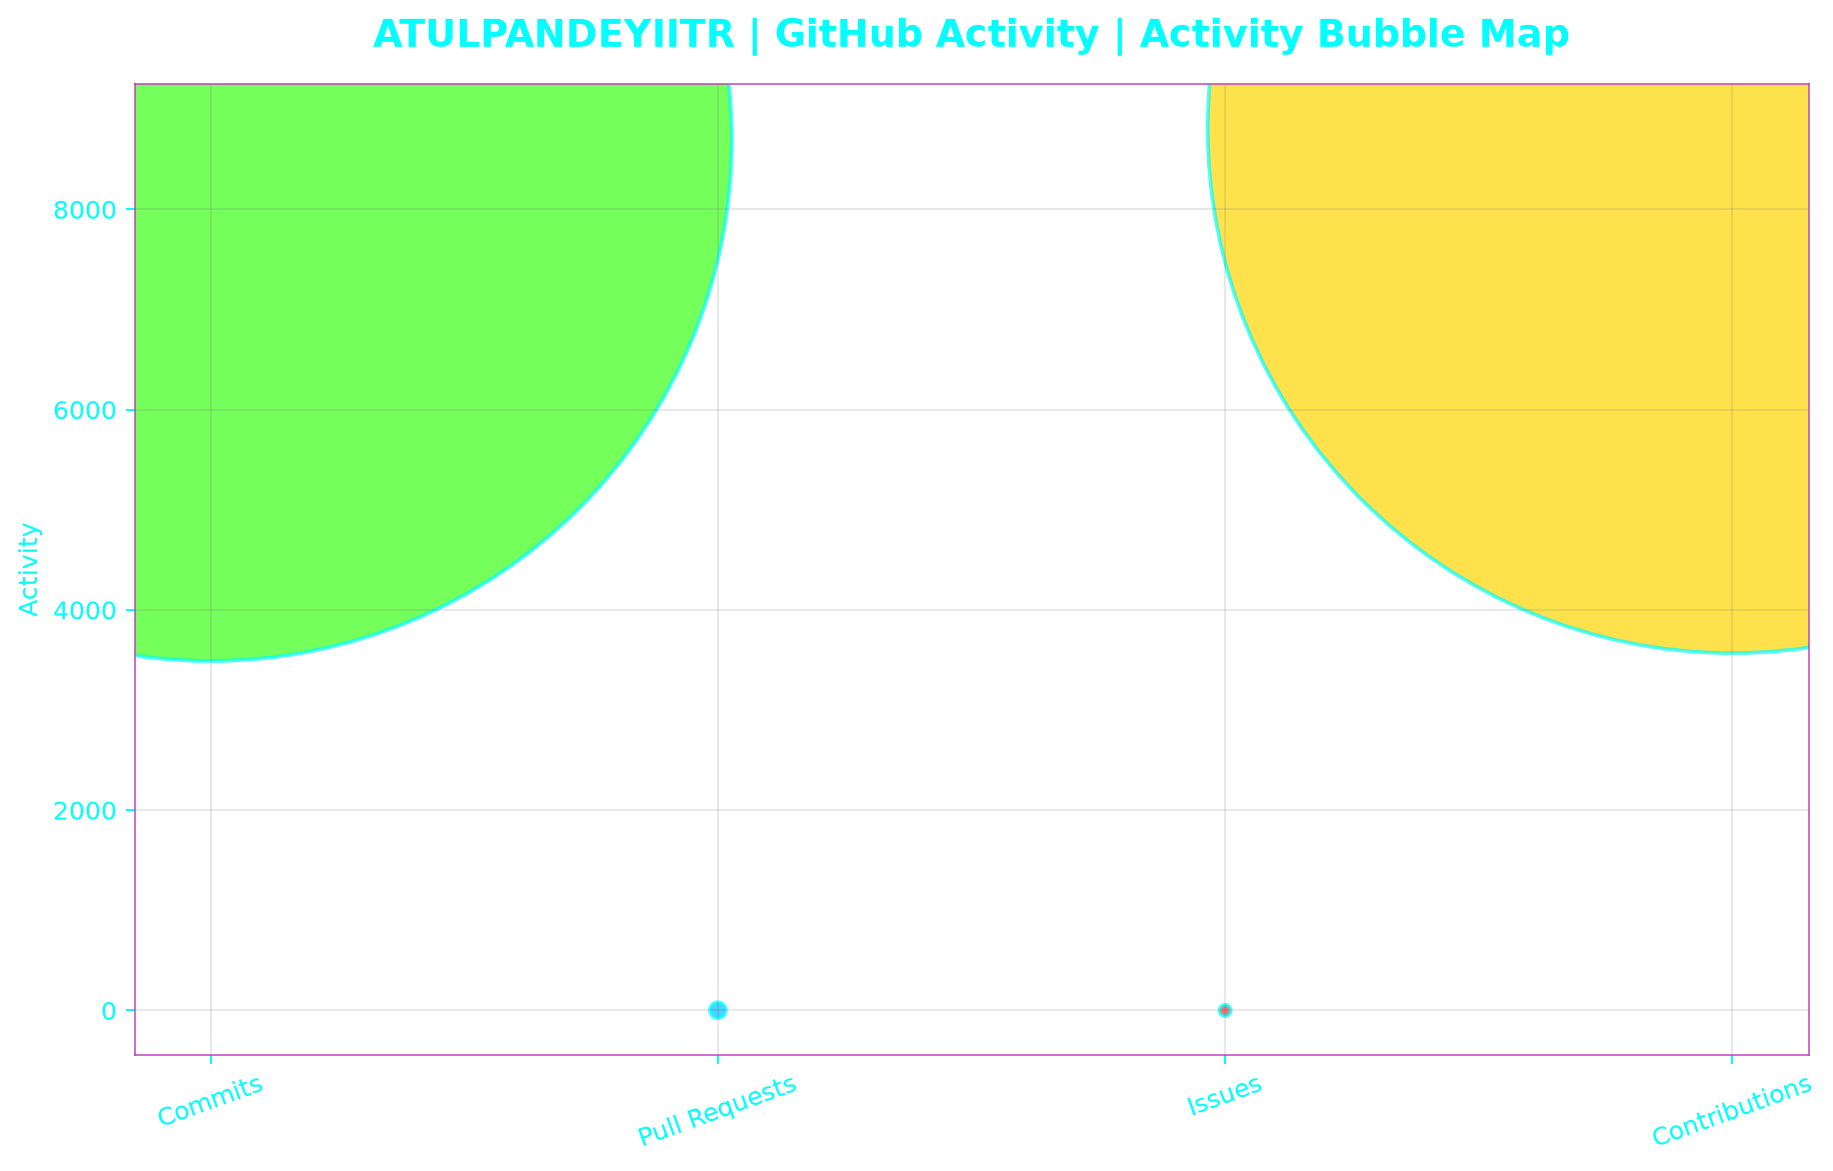 ATULPANDEYIITR | GitHub Activity | Activity Bubble Map
8000
6000
4000
2000
0
Activity
Commits
Pull Requests
Issues
Contributions